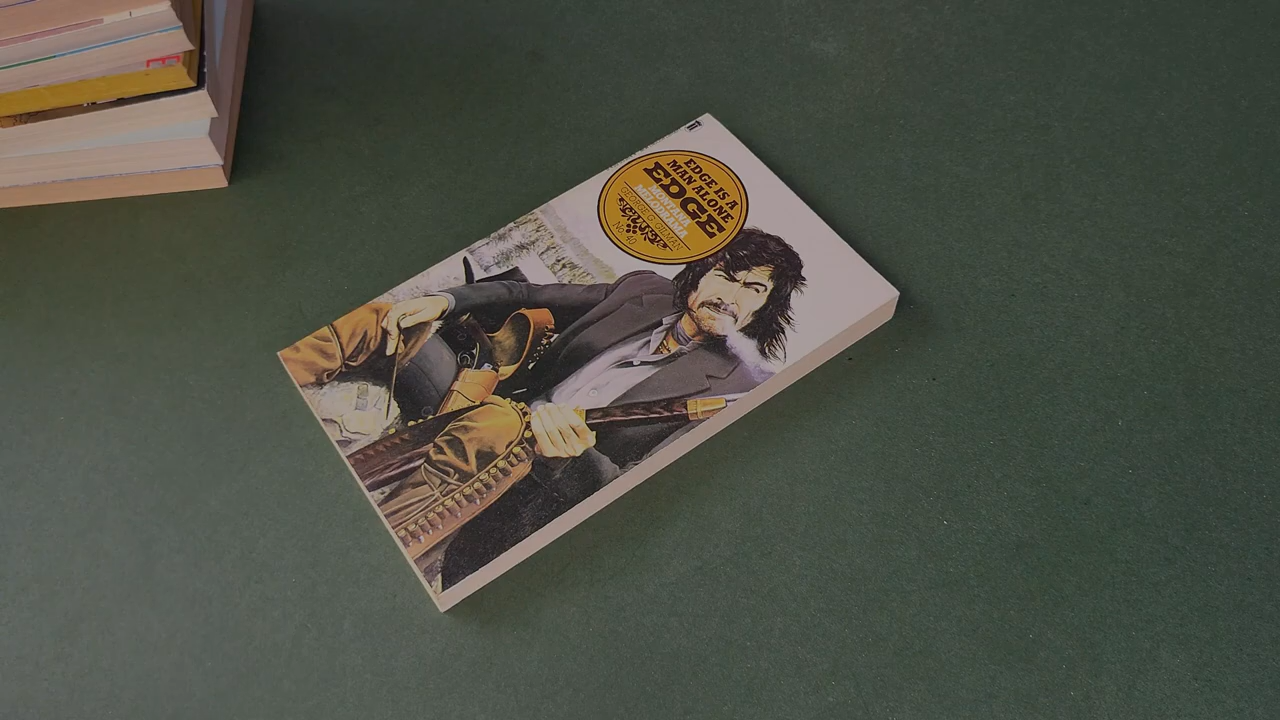 EDGE IS A
MAN ALONE
EDGE
MONTANA
MELODRAMA
GEORGE G. GILMAN
No. 40